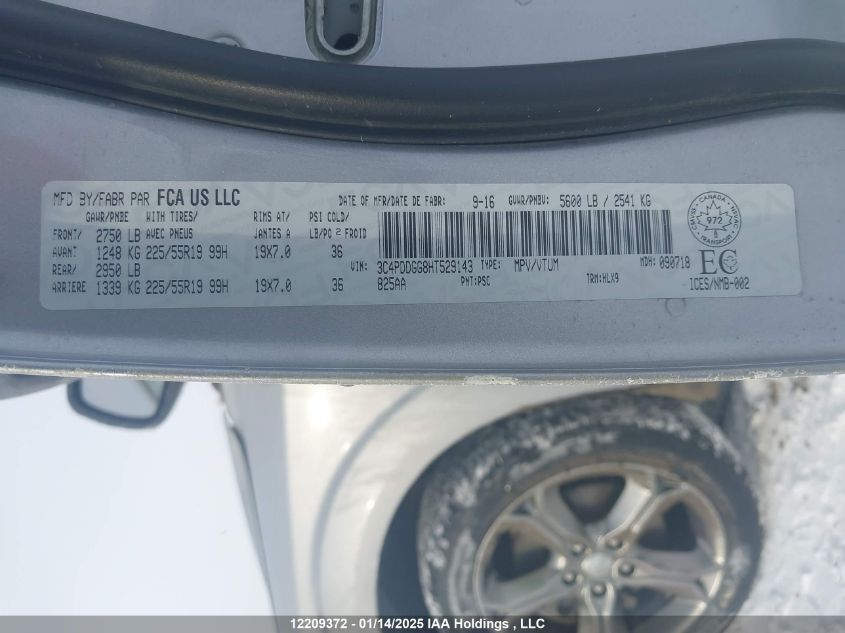 MFD BY/FABR PAR FCA US LLC DATE OF MFR/DATE DE FABR: 9-16 GVWR/PNBV: 5600 LB / 2541 KG
GAWR/PNBE WITH TIRES/ RIMS AT/ PSI COLD/
FRONT/ 2750 LB AVEC PNEUS JANTES A LB/PO 2 FROID
AVANT 1248 KG 225/55R19 99H 19X7.0 36 VIN: 3C4PDDGG8HT529143 TYPE: MPV/VTUM MDH: 090718
REAR/ 2950 LB
ARRIERE 1339 KG 225/55R19 99H 19X7.0 36 825AA PNT:PSC TRM:HLX9
CANADA
972
NSVAC
EC
ICES/NMB-002
12209372 - 01/14/2025 IAA Holdings , LLC